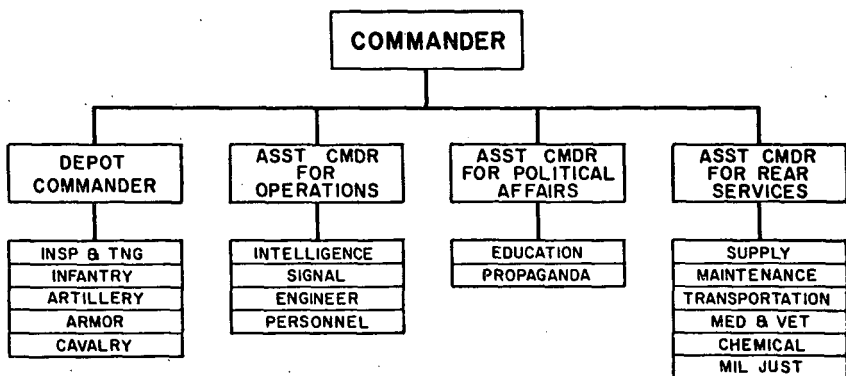 COMMANDER
DEPOT
COMMANDER
ASST CMDR
FOR
OPERATIONS
ASST CMDR
FOR POLITICAL
AFFAIRS
ASST CMDR
FOR REAR
SERVICES
INSP & TNG
INFANTRY
ARTILLERY
ARMOR
CAVALRY
INTELLIGENCE
SIGNAL
ENGINEER
PERSONNEL
EDUCATION
PROPAGANDA
SUPPLY
MAINTENANCE
TRANSPORTATION
MED & VET
CHEMICAL
MIL JUST